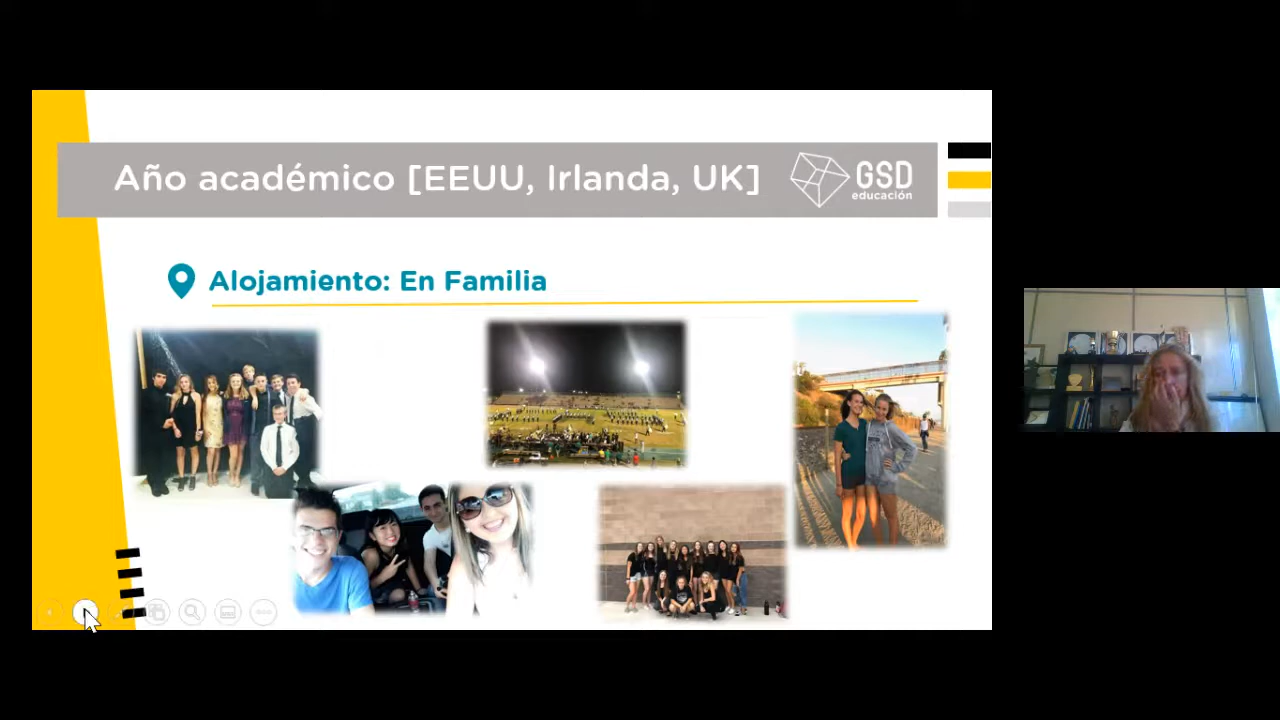 Año académico [EEUU, Irlanda, UK]
GSD
educación
Alojamiento: En Familia